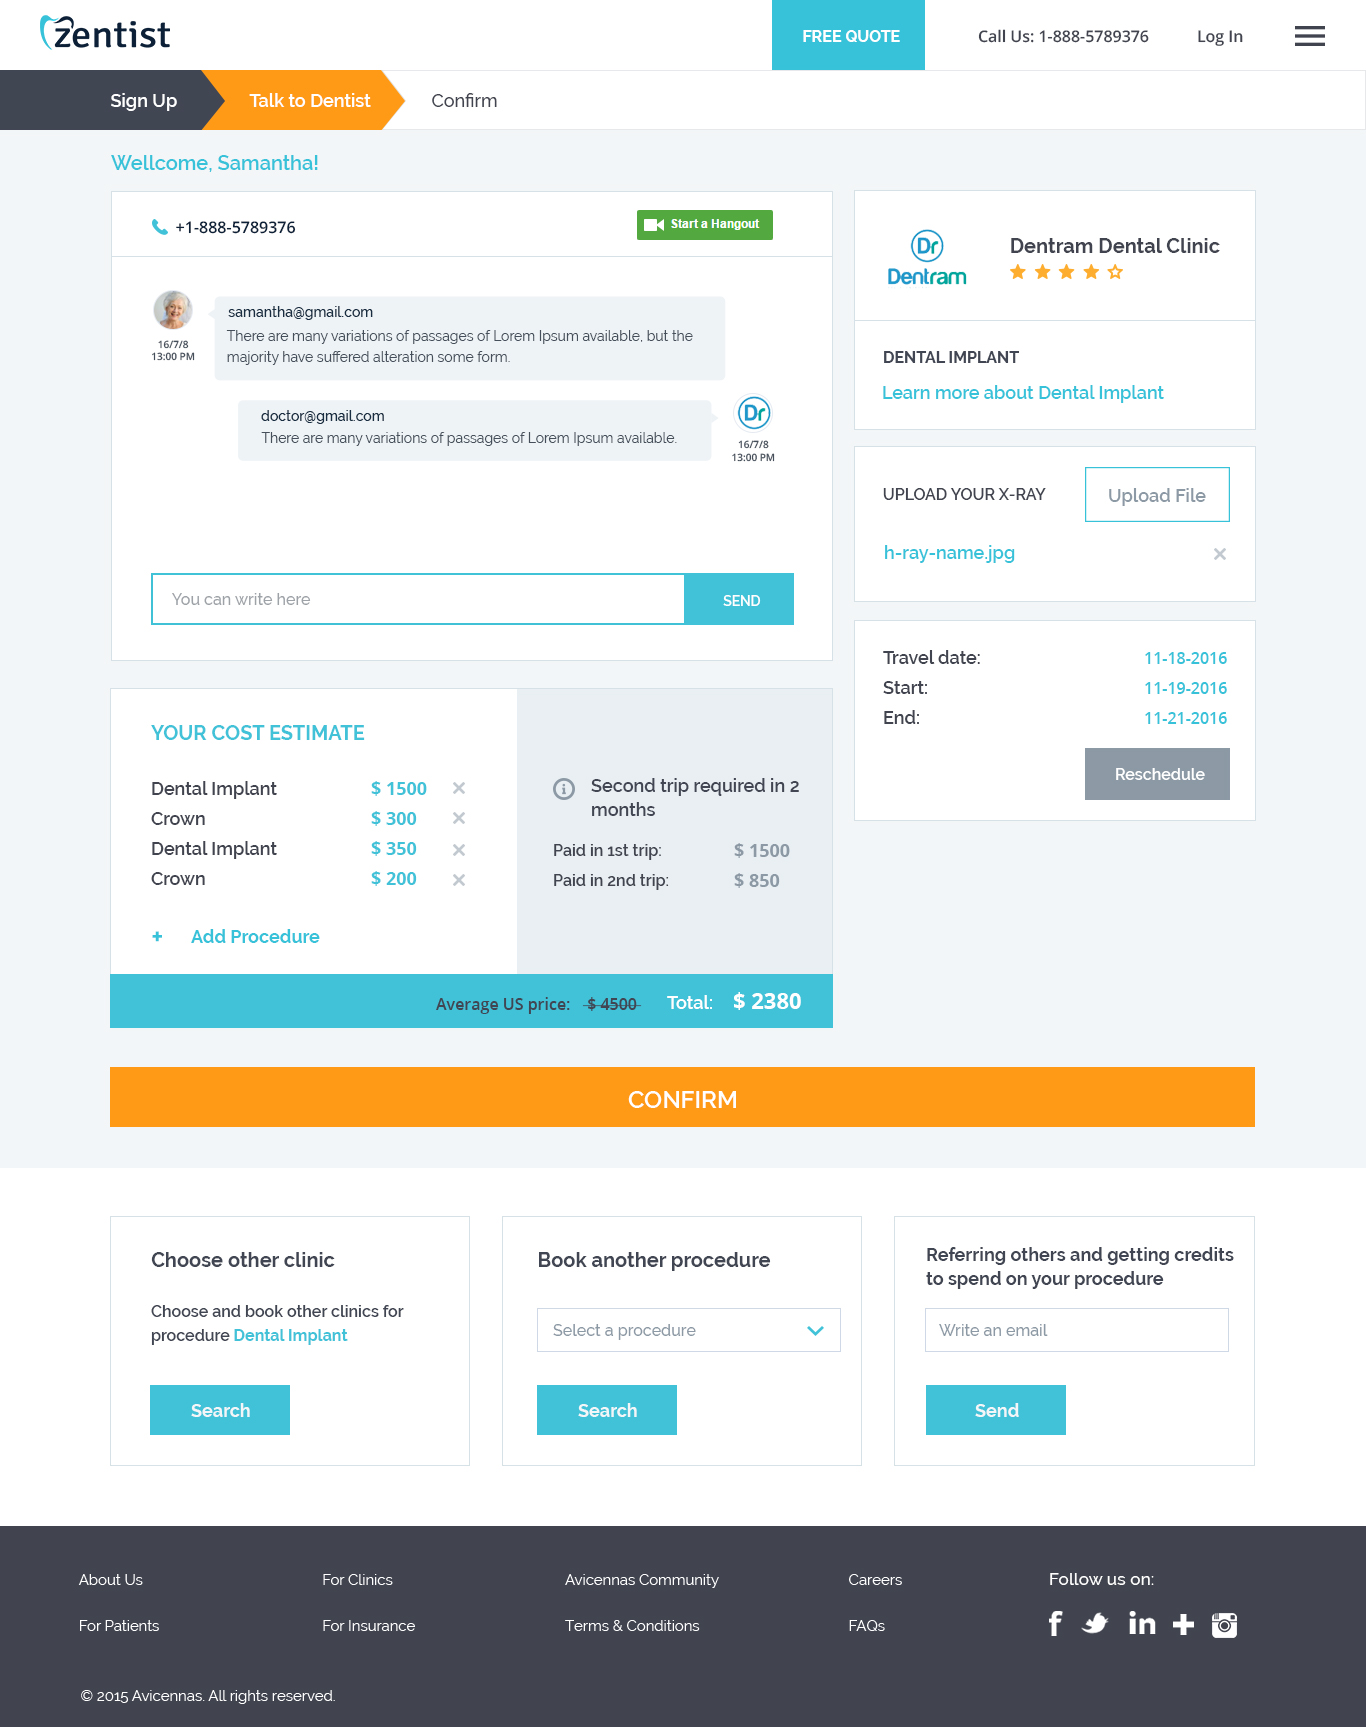 Zentist
FREE QUOTE
Call Us: 1-888-5789376
Log In
Sign Up
Talk to Dentist
Confirm
Wellcome, Samantha!
+1-888-5789376
Start a Hangout
samantha@gmail.com
There are many variations of passages of Lorem Ipsum available, but the
majority have suffered alteration some form.
16/7/8
13:00 PM
doctor@gmail.com
There are many variations of passages of Lorem Ipsum available.
Dr
16/7/8
13:00 PM
You can write here
SEND
Dr
Dentram
Dentram Dental Clinic
DENTAL IMPLANT
Learn more about Dental Implant
UPLOAD YOUR X-RAY
Upload File
h-ray-name.jpg
Travel date: 11-18-2016
Start: 11-19-2016
End: 11-21-2016
Reschedule
YOUR COST ESTIMATE
Dental Implant $ 1500
Crown $ 300
Dental Implant $ 350
Crown $ 200
+ Add Procedure
Second trip required in 2
months
Paid in 1st trip: $ 1500
Paid in 2nd trip: $ 850
Average US price: $ 4500 Total: $ 2380
CONFIRM
Choose other clinic
Choose and book other clinics for
procedure Dental Implant
Search
Book another procedure
Select a procedure
Search
Referring others and getting credits
to spend on your procedure
Write an email
Send
About Us
For Clinics
Avicennas Community
Careers
Follow us on:
For Patients
For Insurance
Terms & Conditions
FAQs
© 2015 Avicennas. All rights reserved.